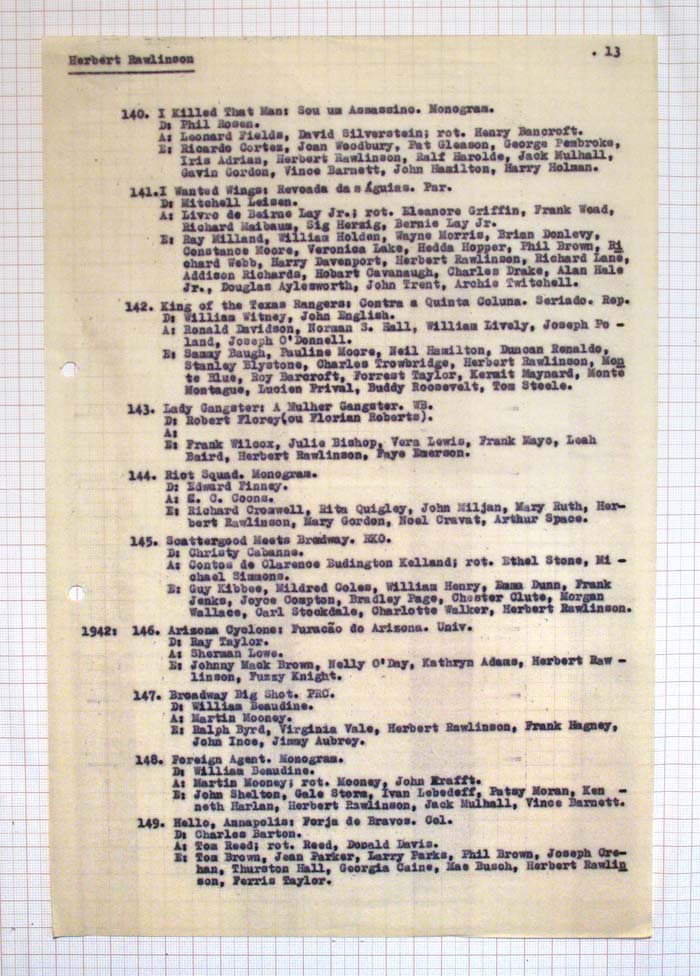 Herbert Rawlinson
. 13
140. I Killed That Man: Sou um Assassino. Monogram.
D: Phil Rosen.
A: Leonard Fields, David Silverstein; rot. Henry Bancroft.
E: Ricardo Cortez, Joan Woodbury, Pat Gleason, George Pembroke,
Iris Adrian, Herbert Rawlinson, Ralf Harolde, Jack Mulhall,
Gavin Gordon, Vince Barnett, John Hamilton, Harry Holman.
141.I Wanted Wings: Revoada das Águias. Par.
D: Mitchell Leisen.
A: Livro de Beirne Lay Jr.; rot. Eleanore Griffin, Frank Wead,
Richard Maibaum, Sig Herzig, Bernie Lay Jr.
E: Ray Milland, William Holden, Wayne Morris, Brian Donlevy,
Constance Moore, Veronica Lake, Hedda Hopper, Phil Brown, Ri
chard Webb, Harry Davenport, Herbert Rawlinson, Richard Lane,
Addison Richards, Hobart Cavanaugh, Charles Drake, Alan Hale
Jr., Douglas Aylesworth, John Trent, Archie Twitchell.
142. King of the Texas Rangers: Contra a Quinta Coluna. Seriado. Rep.
D: William Witney, John English.
A: Ronald Davidson, Norman S. Hall, William Lively, Joseph Po -
land, Joseph O'Donnell.
E: Sammy Baugh, Pauline Moore, Neil Hamilton, Duncan Renaldo,
Stanley Blystone, Charles Trowbridge, Herbert Rawlinson, Mon
te Blue, Roy Barcroft, Forrest Taylor, Kermit Maynard, Monte
Montague, Lucien Prival, Buddy Roosevelt, Tom Steele.
143. Lady Gangster: A Mulher Gangster. WB.
D: Robert Florey(ou Florian Roberts).
A:
E: Frank Wilcox, Julie Bishop, Vera Lewis, Frank Mayo, Leah
Baird, Herbert Rawlinson, Faye Emerson.
144. Riot Squad. Monogram.
D: Edward Finney.
A: C. C. Coons.
E: Richard Cromwell, Rita Quigley, John Miljan, Mary Ruth, Her-
bert Rawlinson, Mary Gordon, Noel Cravat, Arthur Space.
145. Scattergood Meets Broadway. RKO.
D: Christy Cabanne.
A: Contos de Clarence Budington Kelland; rot. Ethel Stone, Mi -
chael Simmons.
E: Guy Kibbee, Mildred Coles, William Henry, Emma Dunn, Frank
Jenks, Joyce Compton, Bradley Page, Chester Clute, Morgan
Wallace, Carl Stockdale, Charlotte Walker, Herbert Rawlinson.
1942: 146. Arizona Cyclone: Furacão do Arizona. Univ.
D: Ray Taylor.
A: Sherman Lowe.
E: Johnny Mack Brown, Nelly O'Day, Kathryn Adams, Herbert Raw -
linson, Fuzzy Knight.
147. Broadway Big Shot. PRC.
D: William Beaudine.
A: Martin Mooney.
E: Ralph Byrd, Virginia Vale, Herbert Rawlinson, Frank Hagney,
John Ince, Jimmy Aubrey.
148. Foreign Agent. Monogram.
D: William Beaudine.
A: Martin Mooney; rot. Mooney, John Krafft.
E: John Shelton, Gale Storm, Ivan Lebedeff, Patsy Moran, Ken -
neth Harlan, Herbert Rawlinson, Jack Mulhall, Vince Barnett.
149. Hello, Annapolis: Forja de Bravos. Col.
D: Charles Barton.
A: Tom Reed; rot. Reed, Donald Davis.
E: Tom Brown, Jean Parker, Larry Parks, Phil Brown, Joseph Cre-
han, Thurston Hall, Georgia Caine, Mae Busch, Herbert Rawlin
son, Ferris Taylor.